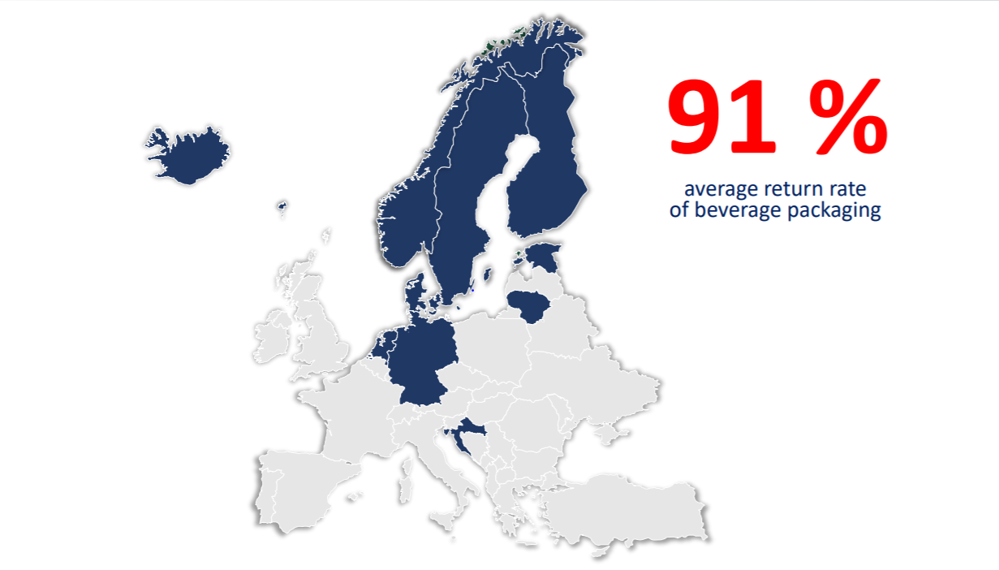 91 %
average return rate
of beverage packaging